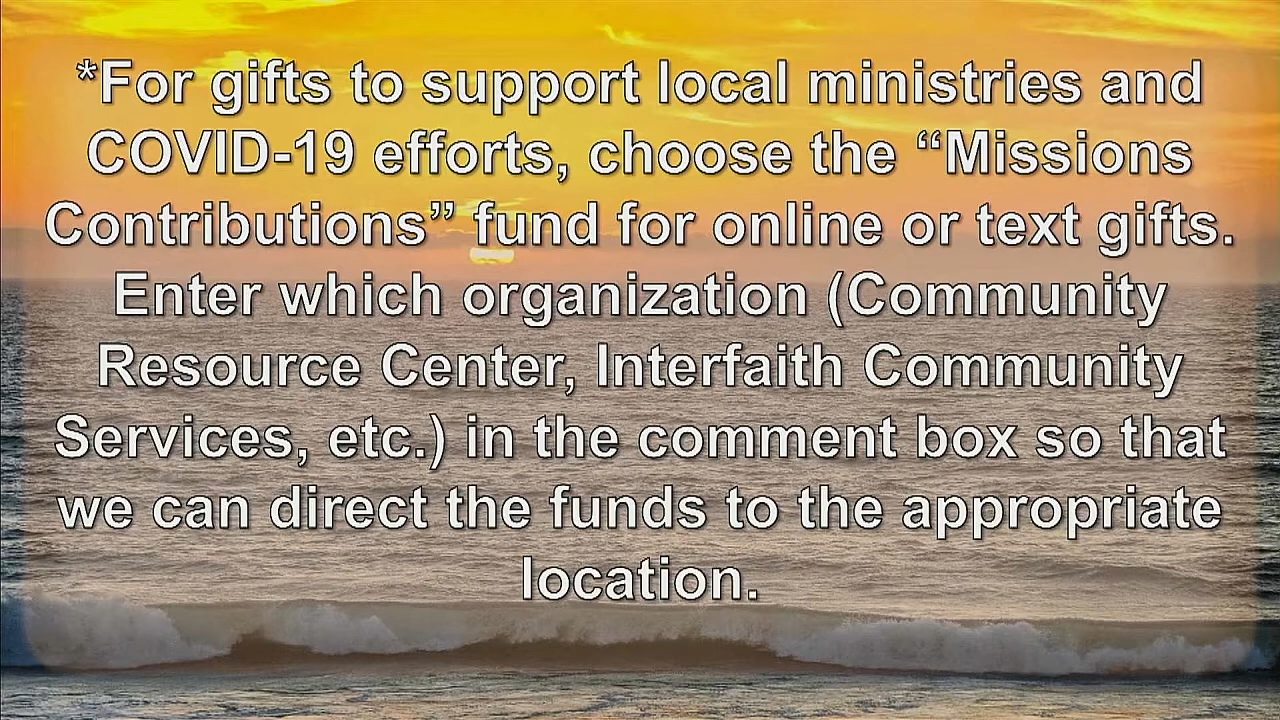 *For gifts to support local ministries and
COVID-19 efforts, choose the “Missions
Contributions” fund for online or text gifts.
Enter which organization (Community
Resource Center, Interfaith Community
Services, etc.) in the comment box so that
we can direct the funds to the appropriate
location.